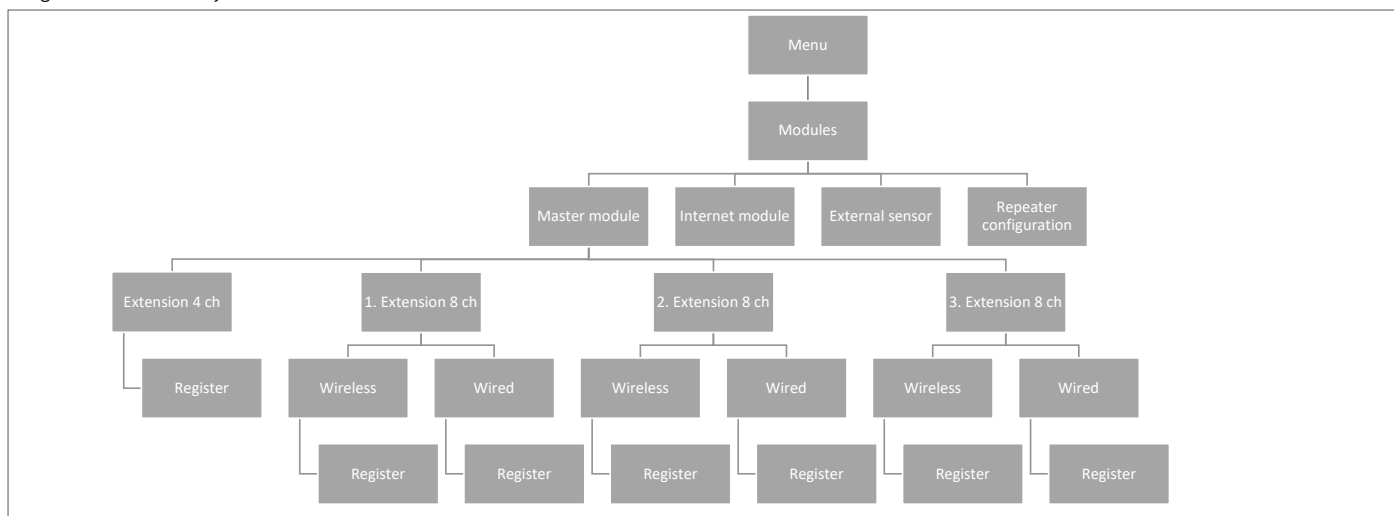 Menu
Modules
Master module
Internet module
External sensor
Repeater
configuration
Extension 4 ch
1. Extension 8 ch
2. Extension 8 ch
3. Extension 8 ch
Register
Wireless
Wired
Wireless
Wired
Wireless
Wired
Register
Register
Register
Register
Register
Register